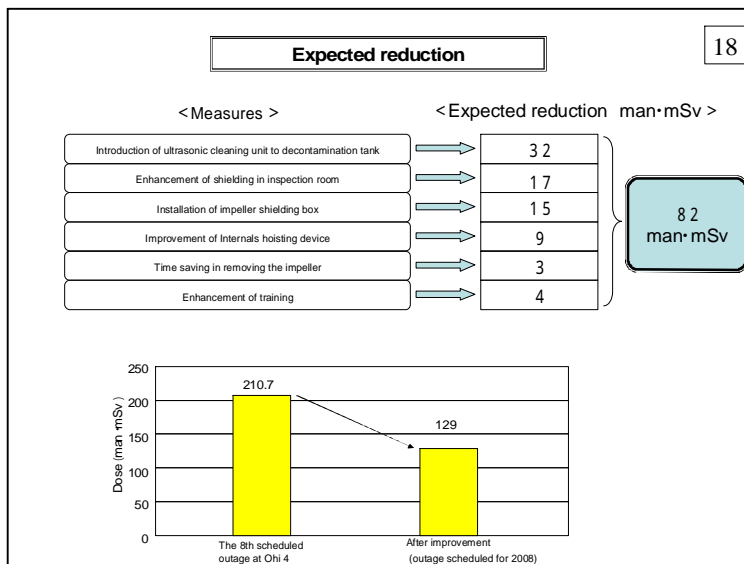 18
Expected reduction
<Measures>
<Expected reduction man・mSv>
Introduction of ultrasonic cleaning unit to decontamination tank
32
Enhancement of shielding in inspection room
17
Installation of impeller shielding box
15
Improvement of Internals hoisting device
9
Time saving in removing the impeller
3
Enhancement of training
4
82
man・mSv
Dose (man・mSv)
250
200
150
100
50
0
210.7
129
The 8th scheduled
outage at Ohi 4
After improvement
(outage scheduled for 2008)